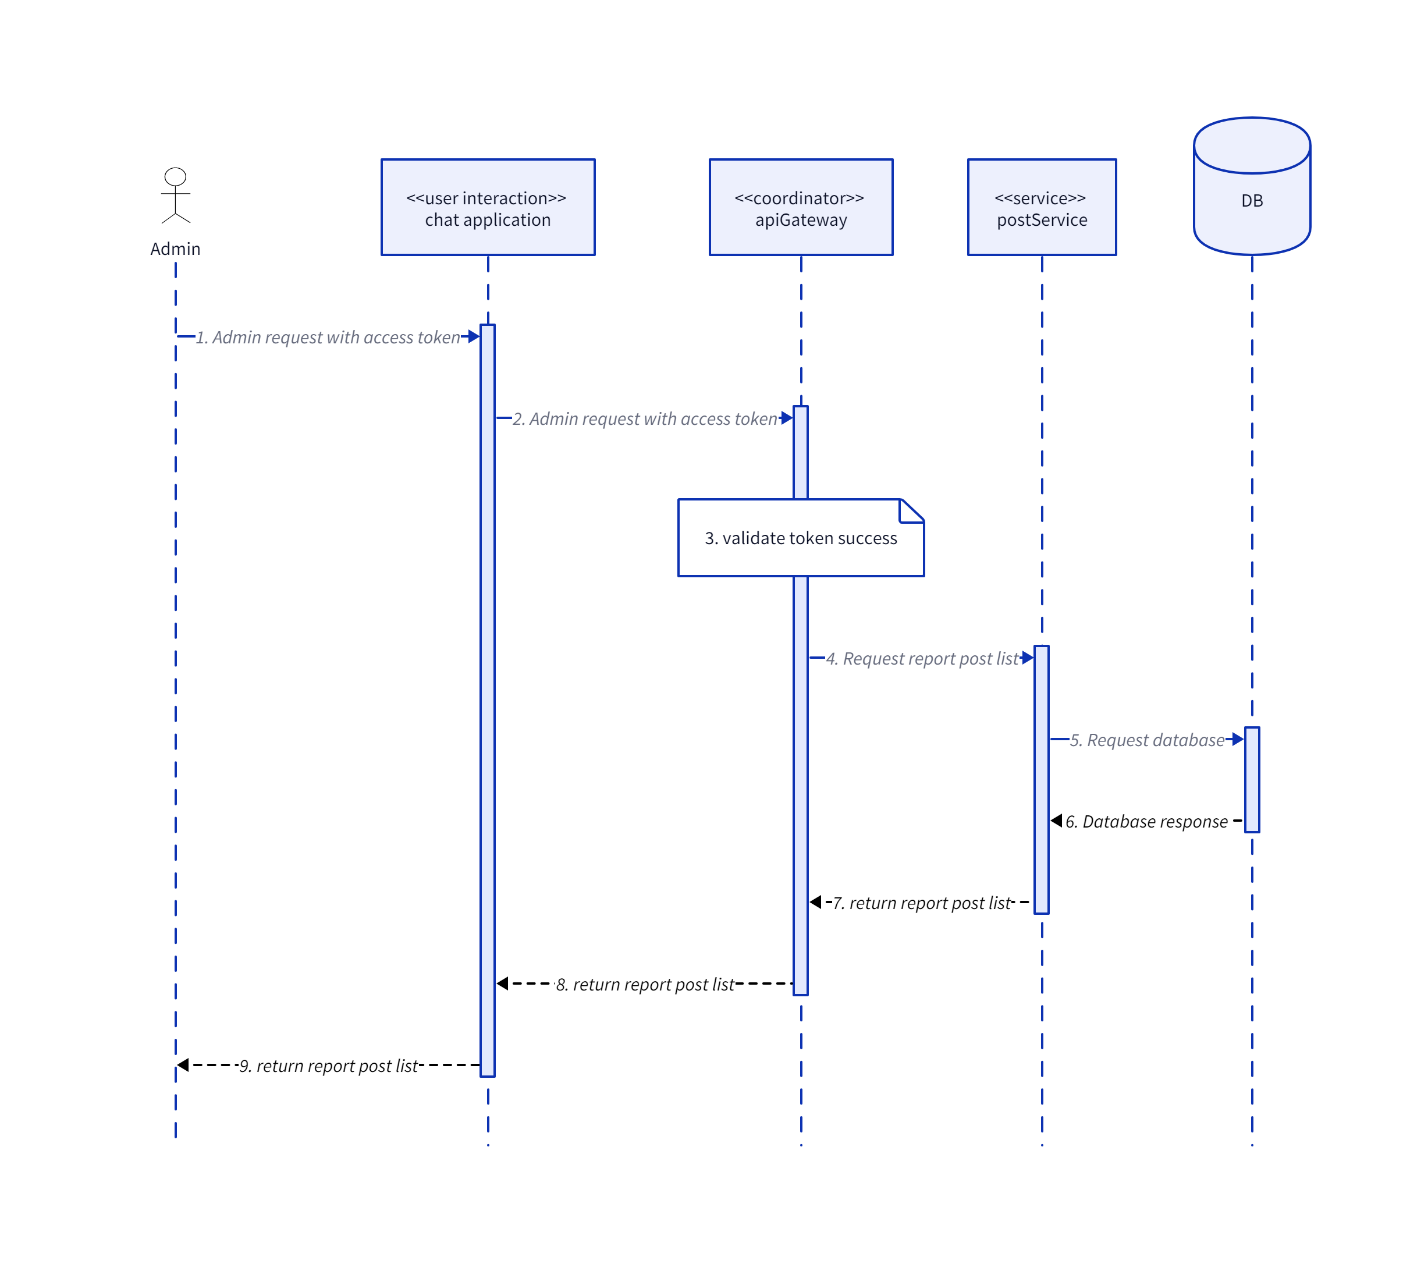 Admin
<<user interaction>>
chat application
<<coordinator>>
apiGateway
<<service>>
postService
DB
1. Admin request with access token
2. Admin request with access token
3. validate token success
4. Request report post list
5. Request database
6. Database response
7. return report post list
8. return report post list
9. return report post list